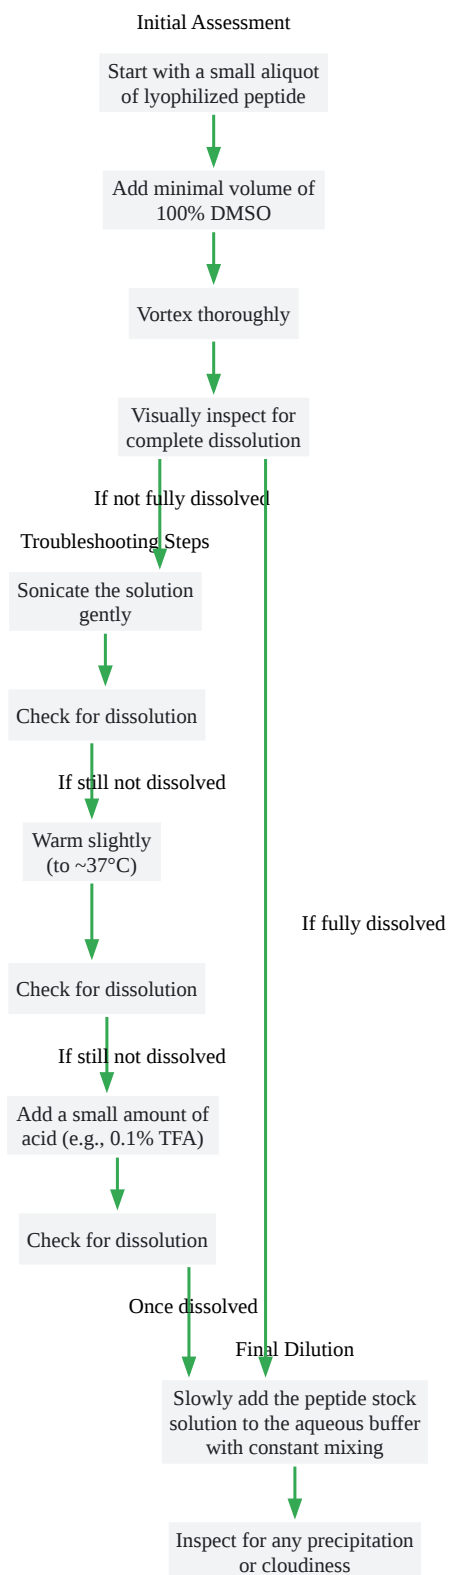 Initial Assessment
Start with a small aliquot
of lyophilized peptide
Add minimal volume of
100% DMSO
Vortex thoroughly
Visually inspect for
complete dissolution
If not fully dissolved
Troubleshooting Steps
Sonicate the solution
gently
Check for dissolution
If still not dissolved
Warm slightly
(to ~37°C)
If fully dissolved
Check for dissolution
If still not dissolved
Add a small amount of
acid (e.g., 0.1% TFA)
Check for dissolution
Once dissolved
Final Dilution
Slowly add the peptide stock
solution to the aqueous buffer
with constant mixing
Inspect for any precipitation
or cloudiness